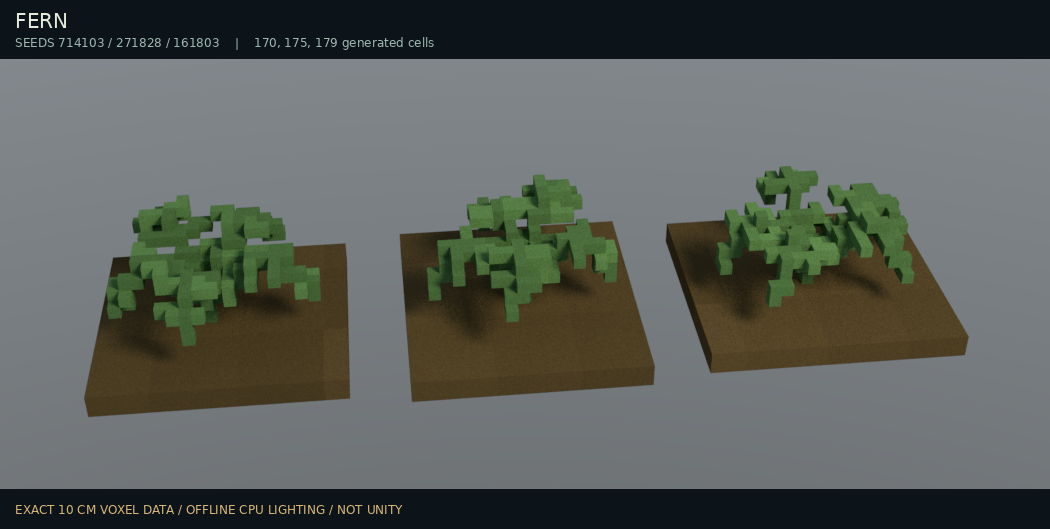 FERN
SEEDS 714103 / 271828 / 161803 | 170, 175, 179 generated cells
EXACT 10 CM VOXEL DATA / OFFLINE CPU LIGHTING / NOT UNITY